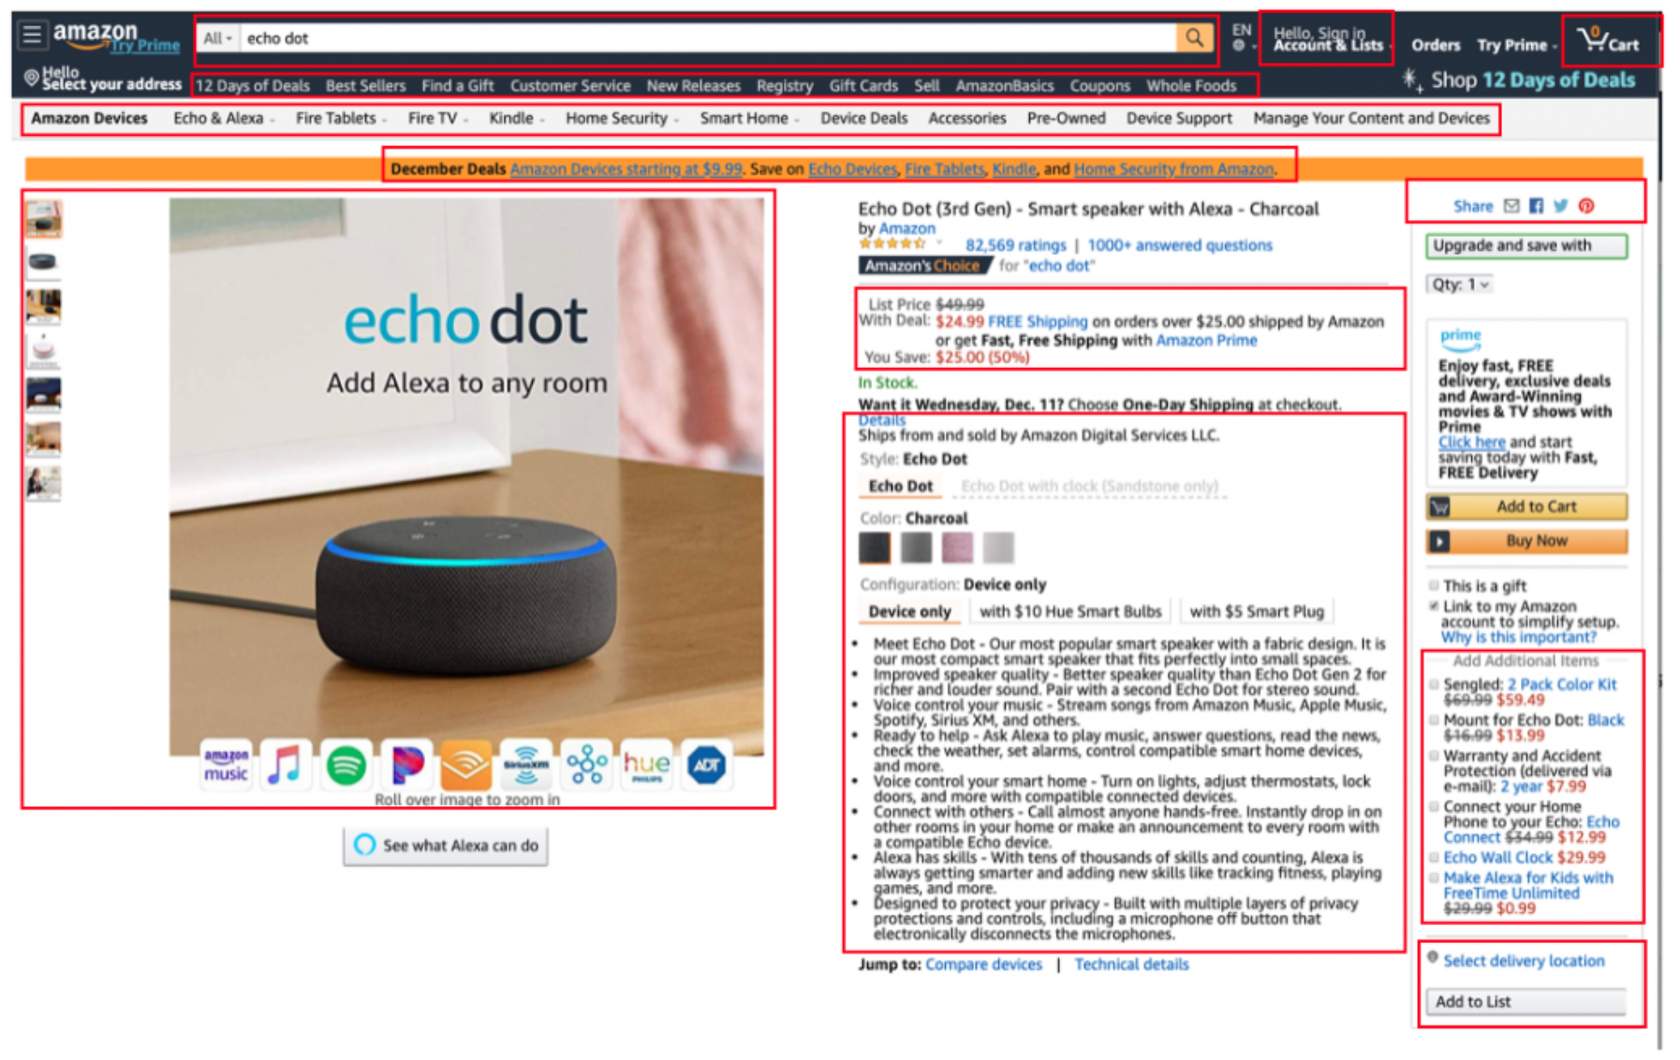 amazon
Try Prime
All
echo dot
EN
Hello, Sign in
Account & Lists
Orders
Try Prime
0
Cart
Hello
Select your address
12 Days of Deals Best Sellers Find a Gift Customer Service New Releases Registry Gift Cards Sell AmazonBasics Coupons Whole Foods
Shop 12 Days of Deals
Amazon Devices Echo & Alexa Fire Tablets Fire TV Kindle Home Security Smart Home Device Deals Accessories Pre-Owned Device Support Manage Your Content and Devices
December Deals Amazon Devices starting at $9.99. Save on Echo Devices, Fire Tablets, Kindle, and Home Security from Amazon.
echo dot
Add Alexa to any room
amazon music
SiriusXM
hue
PHILIPS
ADT
Roll over image to zoom in
See what Alexa can do
Echo Dot (3rd Gen) - Smart speaker with Alexa - Charcoal
by Amazon
82,569 ratings | 1000+ answered questions
Amazon's Choice for "echo dot"
List Price $49.99
With Deal: $24.99 FREE Shipping on orders over $25.00 shipped by Amazon
or get Fast, Free Shipping with Amazon Prime
You Save: $25.00 (50%)
In Stock.
Want it Wednesday, Dec. 11? Choose One-Day Shipping at checkout.
Details
Ships from and sold by Amazon Digital Services LLC.
Style: Echo Dot
Echo Dot Echo Dot with clock (Sandstone only)
Color: Charcoal
Configuration: Device only
Device only with $10 Hue Smart Bulbs with $5 Smart Plug
• Meet Echo Dot - Our most popular smart speaker with a fabric design. It is
our most compact smart speaker that fits perfectly into small spaces.
• Improved speaker quality - Better speaker quality than Echo Dot Gen 2 for
richer and louder sound. Pair with a second Echo Dot for stereo sound.
• Voice control your music - Stream songs from Amazon Music, Apple Music,
Spotify, Sirius XM, and others.
• Ready to help - Ask Alexa to play music, answer questions, read the news,
check the weather, set alarms, control compatible smart home devices,
and more.
• Voice control your smart home - Turn on lights, adjust thermostats, lock
doors, and more with compatible connected devices.
• Connect with others - Call almost anyone hands-free. Instantly drop in on
other rooms in your home or make an announcement to every room with
a compatible Echo device.
• Alexa has skills - With tens of thousands of skills and counting, Alexa is
always getting smarter and adding new skills like tracking fitness, playing
games, and more.
• Designed to protect your privacy - Built with multiple layers of privacy
protections and controls, including a microphone off button that
electronically disconnects the microphones.
Jump to: Compare devices | Technical details
Share
Upgrade and save with
Qty: 1
prime
Enjoy fast, FREE
delivery, exclusive deals
and Award-Winning
movies & TV shows with
Prime
Click here and start
saving today with Fast,
FREE Delivery
Add to Cart
Buy Now
This is a gift
Link to my Amazon
account to simplify setup.
Why is this important?
Add Additional Items
Sengled: 2 Pack Color Kit
$69.99 $59.49
Mount for Echo Dot: Black
$16.99 $13.99
Warranty and Accident
Protection (delivered via
e-mail): 2 year $7.99
Connect your Home
Phone to your Echo: Echo
Connect $34.99 $12.99
Echo Wall Clock $29.99
Make Alexa for Kids with
FreeTime Unlimited
$29.99 $0.99
Select delivery location
Add to List